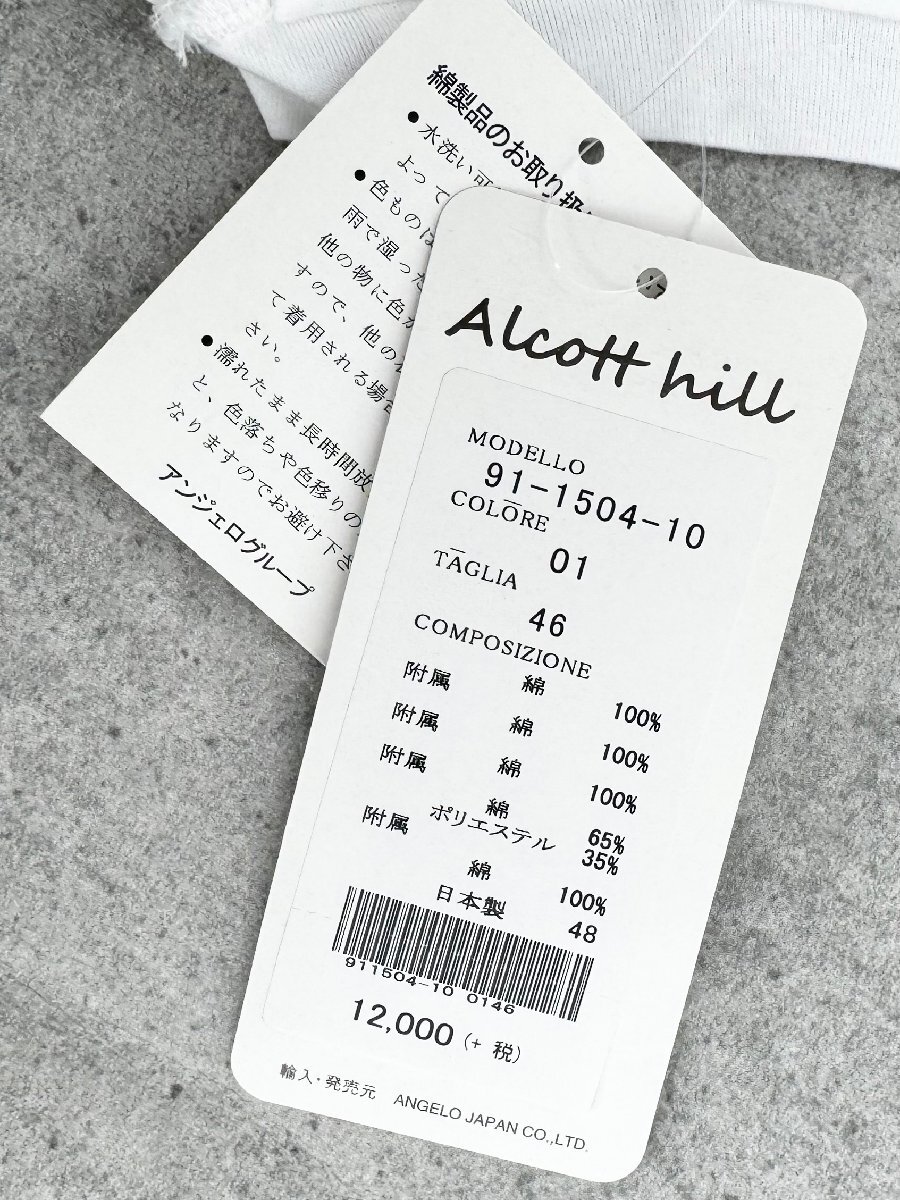 綿製品のお取り扱
●水洗い可
よって
●色ものは
雨で湿った
他の物に色が
すので、他の
て着用される場合
さい。
●濡れたまま長時間放
と、色落ちや色移りの
なりますのでお避け下さ
アンジェログループ
Alcott hill
MODELLO
91-1504-10
COLORE
01
TAGLIA
46
COMPOSIZIONE
附属 綿 100%
附属 綿 100%
附属 綿 100%
綿 65%
附属 ポリエステル 35%
綿 100%
日本製 48
911504-10 0146
12,000 (+ 税)
輸入・発売元 ANGELO JAPAN CO.,LTD.